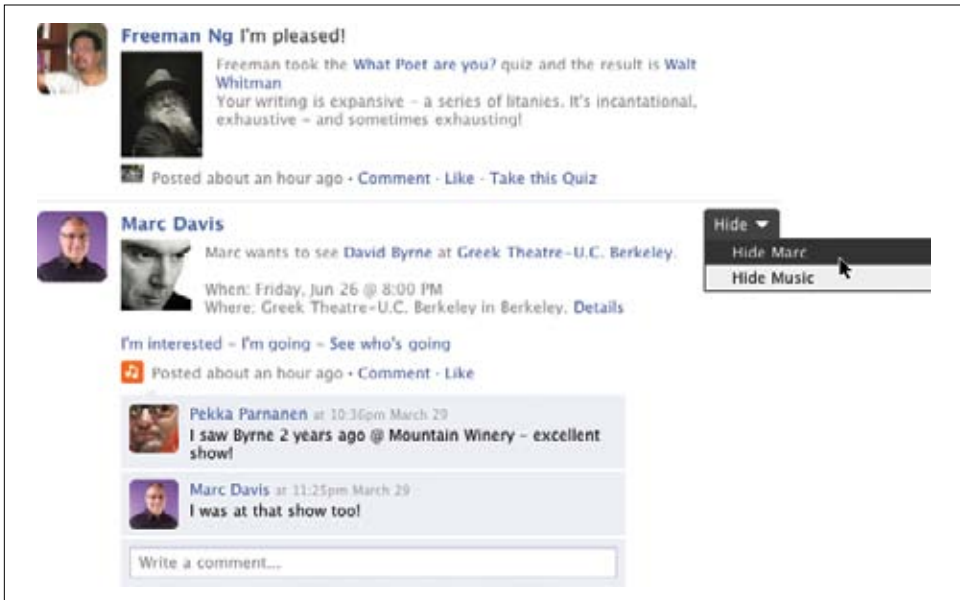 Freeman Ng I'm pleased!
Freeman took the What Poet are you? quiz and the result is Walt
Whitman
Your writing is expansive – a series of litanies. It's incantational,
exhaustive – and sometimes exhausting!
Posted about an hour ago · Comment · Like · Take this Quiz
Marc Davis
Hide
Marc wants to see David Byrne at Greek Theatre–U.C. Berkeley.
Hide Marc
Hide Music
When: Friday, Jun 26 @ 8:00 PM
Where: Greek Theatre–U.C. Berkeley in Berkeley. Details
I'm interested – I'm going – See who's going
Posted about an hour ago · Comment · Like
Pekka Parnanen at 10:36pm March 29
I saw Byrne 2 years ago @ Mountain Winery – excellent
show!
Marc Davis at 11:25pm March 29
I was at that show too!
Write a comment...